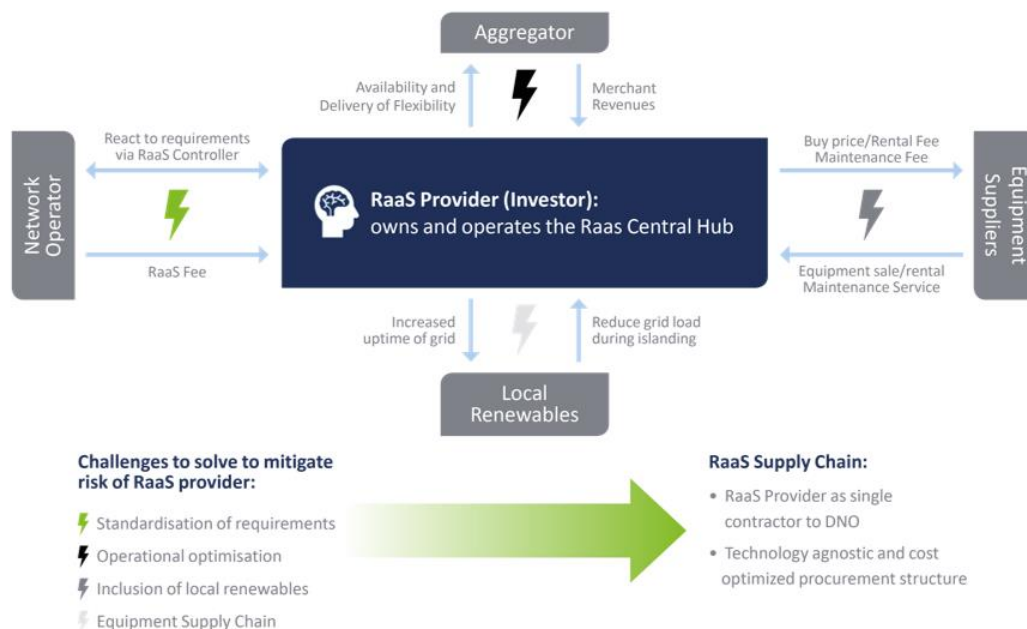 Aggregator
Availability and
Delivery of Flexibility
Merchant
Revenues
Network
Operator
React to requirements
via RaaS Controller
RaaS Fee
RaaS Provider (Investor):
owns and operates the Raas Central Hub
Buy price/Rental Fee
Maintenance Fee
Equipment sale/rental
Maintenance Service
Equipment
Suppliers
Increased
uptime of grid
Reduce grid load
during islanding
Local
Renewables
Challenges to solve to mitigate
risk of RaaS provider:
Standardisation of requirements
Operational optimisation
Inclusion of local renewables
Equipment Supply Chain
RaaS Supply Chain:
• RaaS Provider as single
contractor to DNO
• Technology agnostic and cost
optimized procurement structure